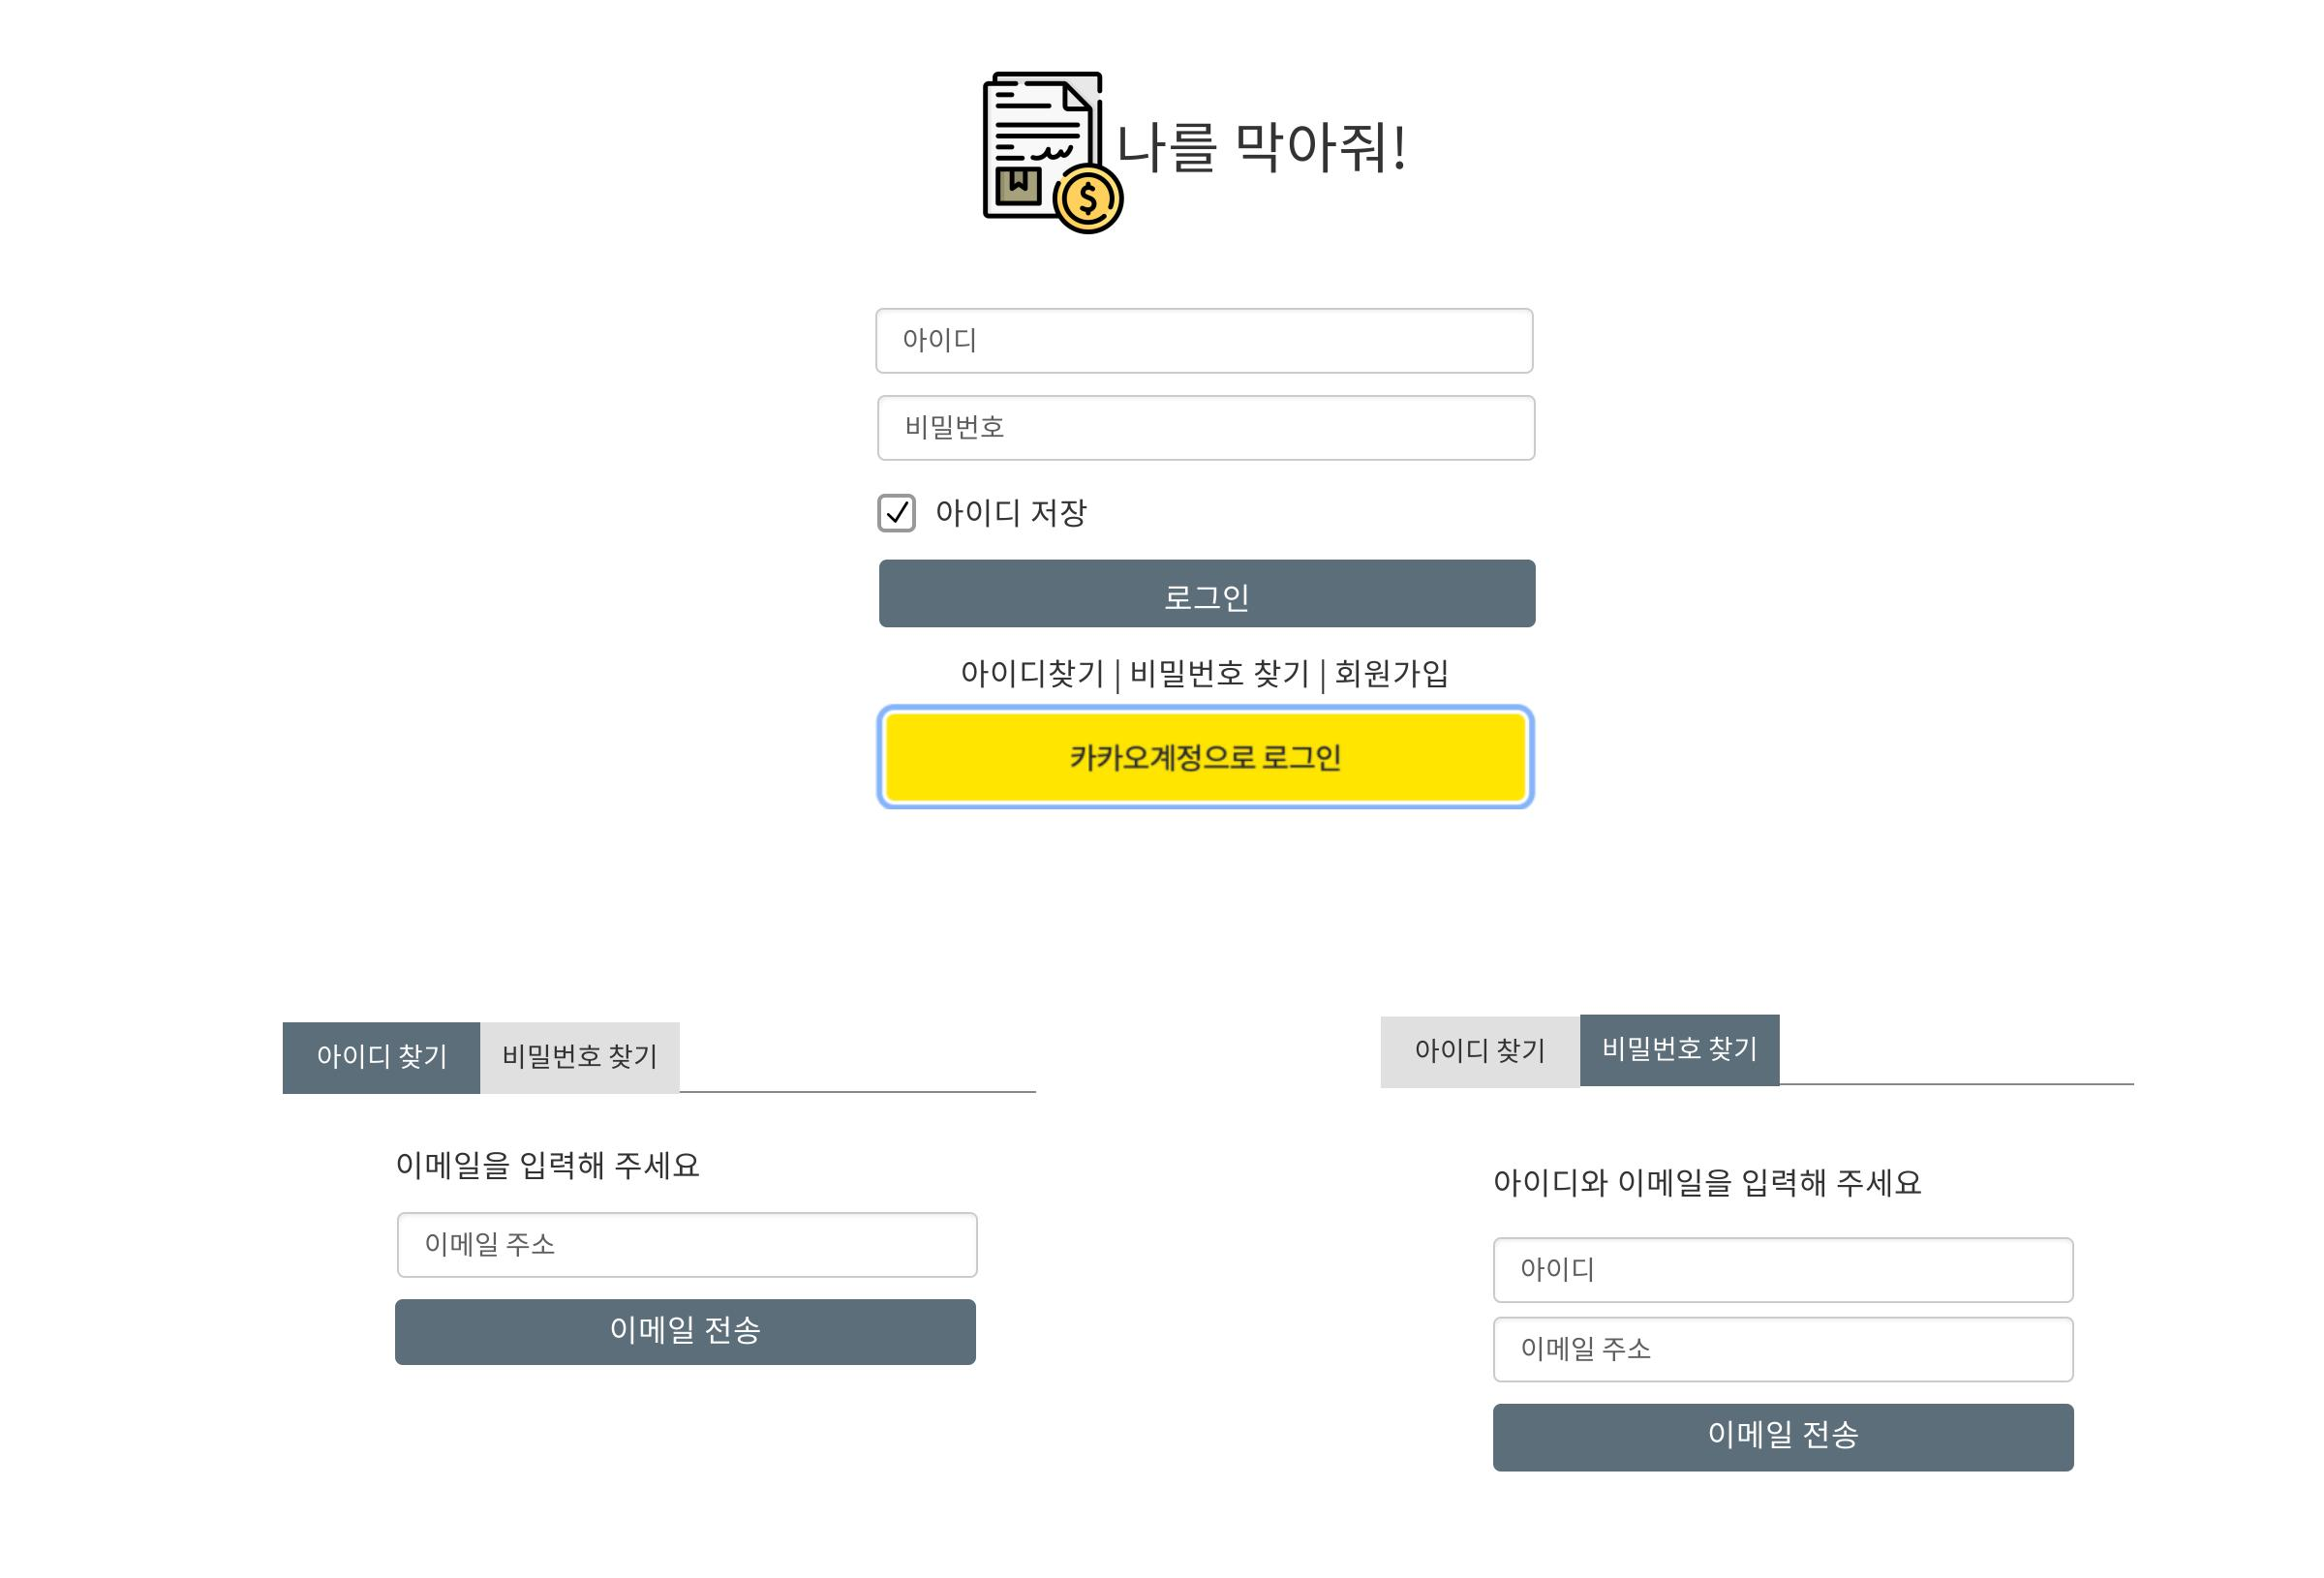 나를 막아줘!
아이디
비밀번호
아이디 저장
로그인
아이디찾기 | 비밀번호 찾기 | 회원가입
카카오계정으로 로그인
아이디 찾기 비밀번호 찾기
이메일을 입력해 주세요
이메일 주소
이메일 전송
아이디 찾기 비밀번호 찾기
아이디와 이메일을 입력해 주세요
아이디
이메일 주소
이메일 전송